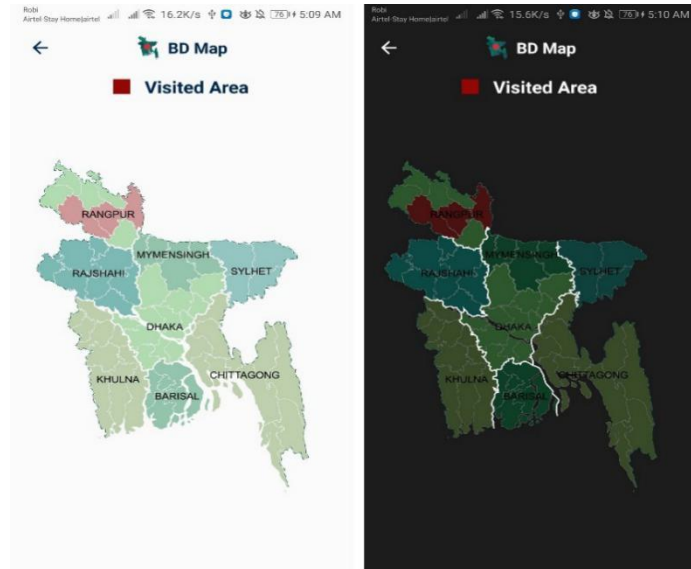 Robi
Airtel-Stay Home|airtel 16.2K/s 76 5:09 AM
BD Map
Visited Area
RANGPUR
MYMENSINGH
RAJSHAHI
SYLHET
DHAKA
KHULNA
CHITTAGONG
BARISAL
Robi
Airtel-Stay Home|airtel 15.6K/s 76 5:10 AM
BD Map
Visited Area
RANGPUR
MYMENSINGH
RAJSHAHI
SYLHET
DHAKA
KHULNA
CHITTAGONG
BARISAL